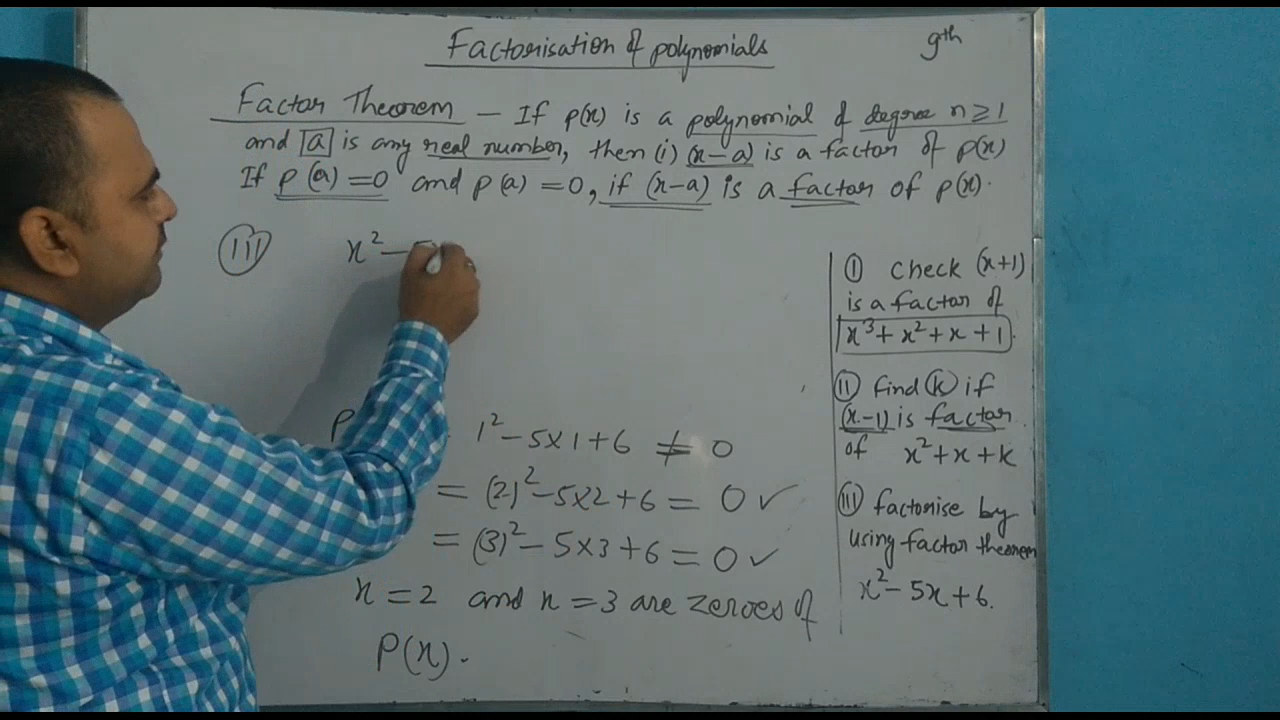 Factorisation of polynomials
9th
Factor Theorem – If p(x) is a polynomial of degree n ≥ 1
and a is any real number, then (i) (x–a) is a factor of p(x)
If p(a) = 0 and p(a) = 0, if (x–a) is a factor of p(x).
(III) x² –
P
1² – 5×1 + 6 ≠ 0
= (2)² – 5×2 + 6 = 0 ✓
= (3)² – 5×3 + 6 = 0 ✓
x = 2 and x = 3 are zeroes of
P(x).
(I) check (x+1)
is a factor of
x³ + x² + x + 1
(II) find (k) if
(x–1) is factor
of x² + x + k
(III) factorise by
using factor theorem
x² – 5x + 6.